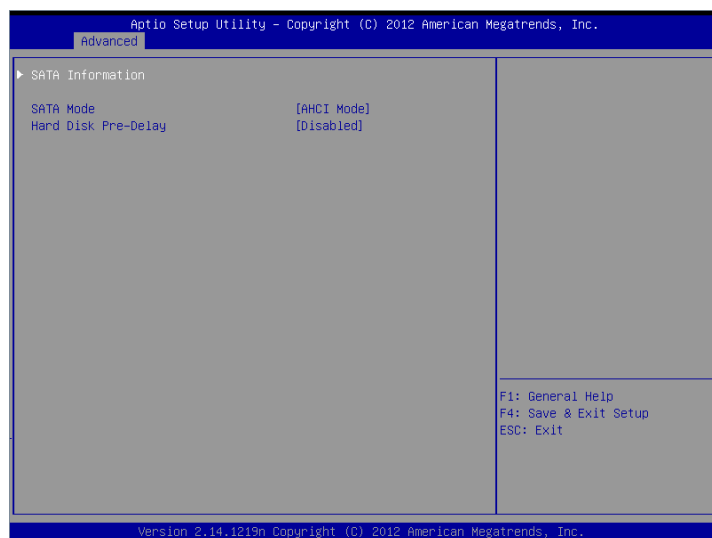 Aptio Setup Utility – Copyright (C) 2012 American Megatrends, Inc.
Advanced
SATA Information
SATA Mode [AHCI Mode]
Hard Disk Pre-Delay [Disabled]
F1: General Help
F4: Save & Exit Setup
ESC: Exit
Version 2.14.1219n Copyright (C) 2012 American Megatrends, Inc.